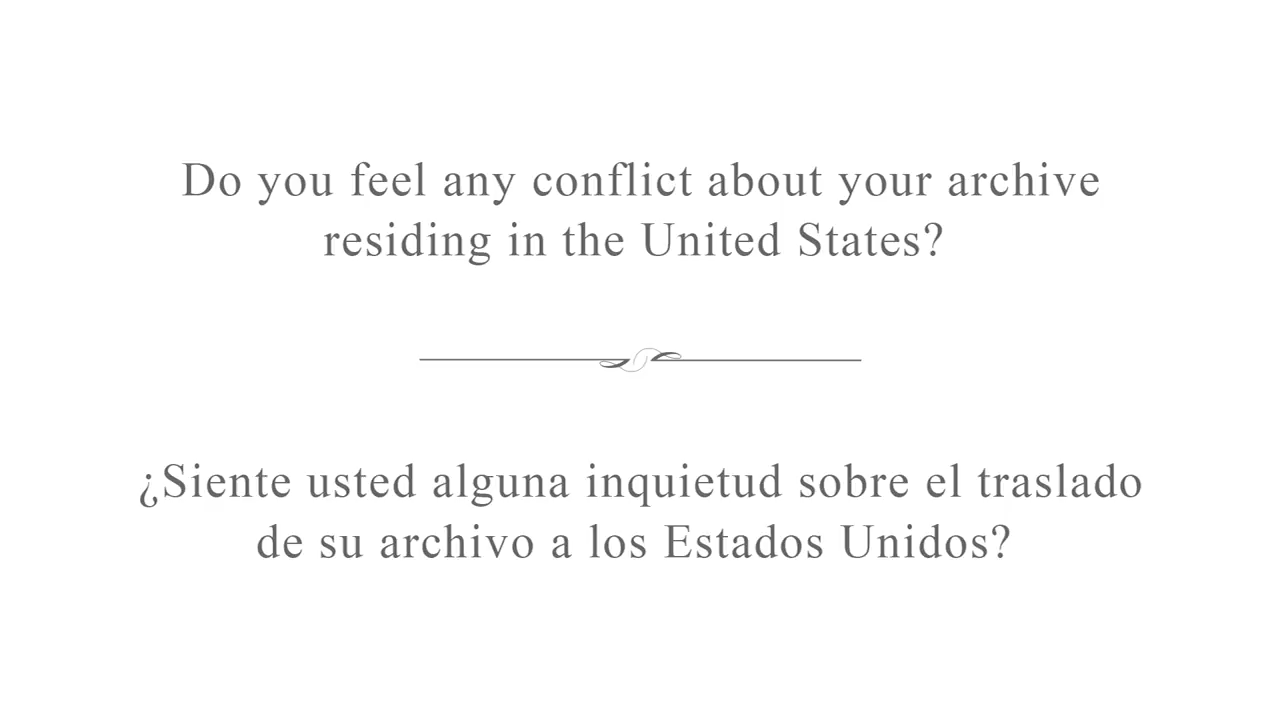 Do you feel any conflict about your archive
residing in the United States?
¿Siente usted alguna inquietud sobre el traslado
de su archivo a los Estados Unidos?